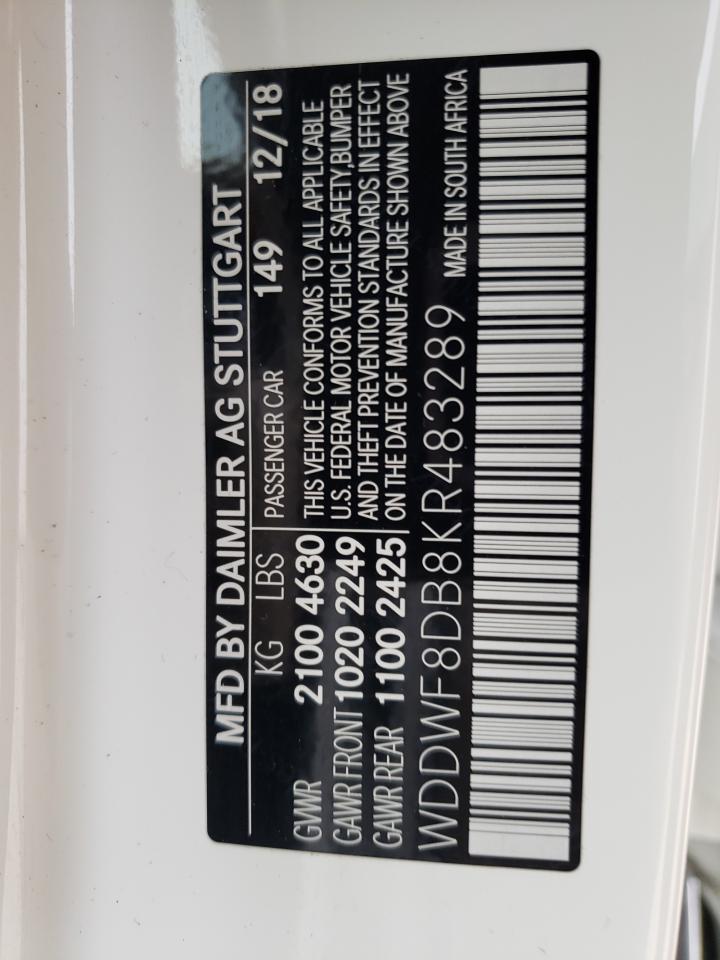 MFD BY DAIMLER AG STUTTGART
KG LBS PASSENGER CAR 149 12/18
GVWR 2100 4630 THIS VEHICLE CONFORMS TO ALL APPLICABLE
GAWR FRONT 1020 2249 U.S. FEDERAL MOTOR VEHICLE SAFETY,BUMPER
GAWR REAR 1100 2425 AND THEFT PREVENTION STANDARDS IN EFFECT
ON THE DATE OF MANUFACTURE SHOWN ABOVE
WDDWF8DB8KR483289 MADE IN SOUTH AFRICA